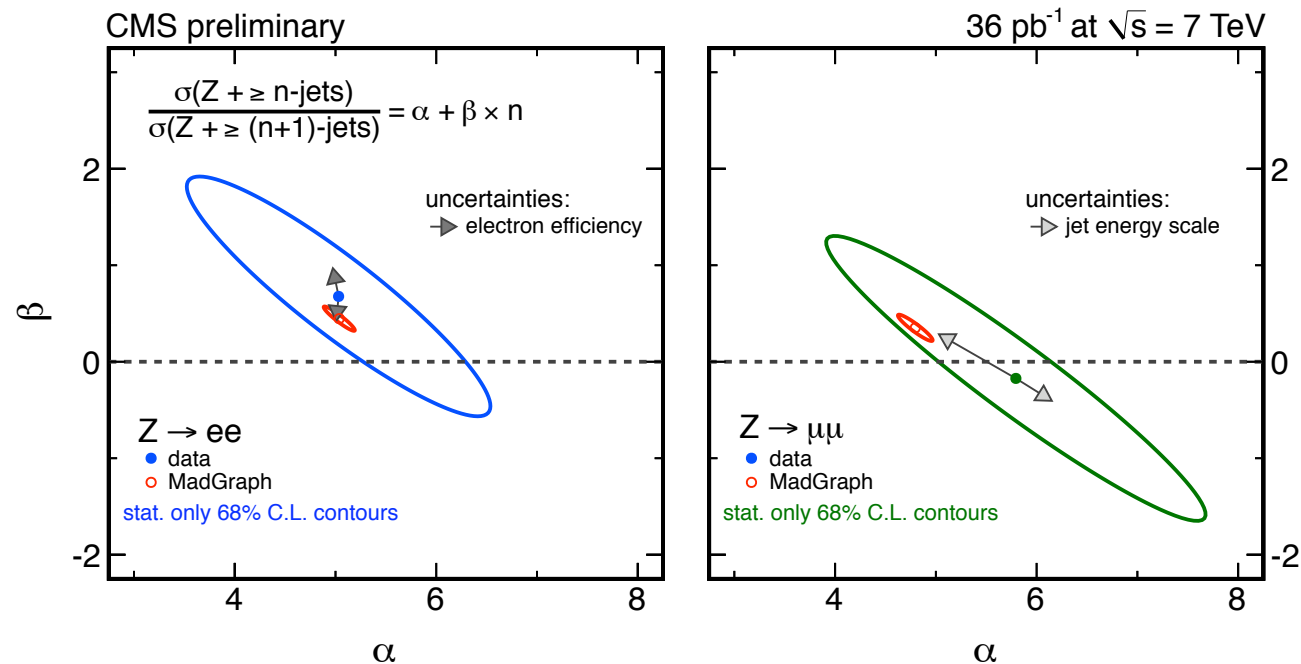 CMS preliminary
36 pb-1 at √s = 7 TeV
σ(Z + ≥ n-jets)
σ(Z + ≥ (n+1)-jets)
= α + β × n
uncertainties:
electron efficiency
Z → ee
data
MadGraph
stat. only 68% C.L. contours
2
0
-2
β
4
6
8
α
uncertainties:
jet energy scale
Z → μμ
data
MadGraph
stat. only 68% C.L. contours
2
0
-2
4
6
8
α